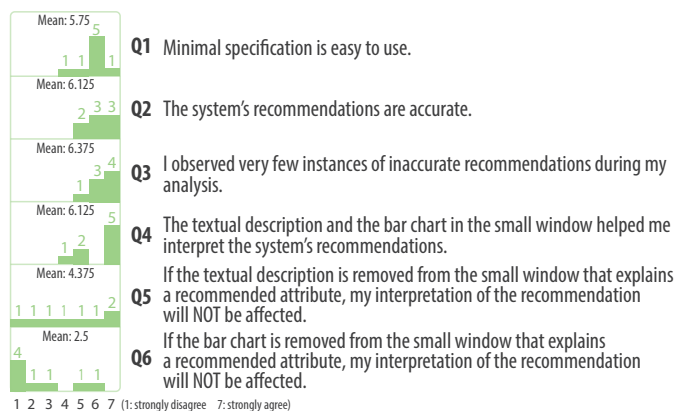 Mean: 5.75
5
1 1 1
Q1 Minimal specification is easy to use.
Mean: 6.125
2 3 3
Q2 The system's recommendations are accurate.
Mean: 6.375
1 3 4
Q3 I observed very few instances of inaccurate recommendations during my
analysis.
Mean: 6.125
1 2 5
Q4 The textual description and the bar chart in the small window helped me
interpret the system's recommendations.
Mean: 4.375
1 1 1 1 1 1 2
Q5 If the textual description is removed from the small window that explains
a recommended attribute, my interpretation of the recommendation
will NOT be affected.
Mean: 2.5
4
1 1 1 1
Q6 If the bar chart is removed from the small window that explains
a recommended attribute, my interpretation of the recommendation
will NOT be affected.
1 2 3 4 5 6 7 (1: strongly disagree 7: strongly agree)